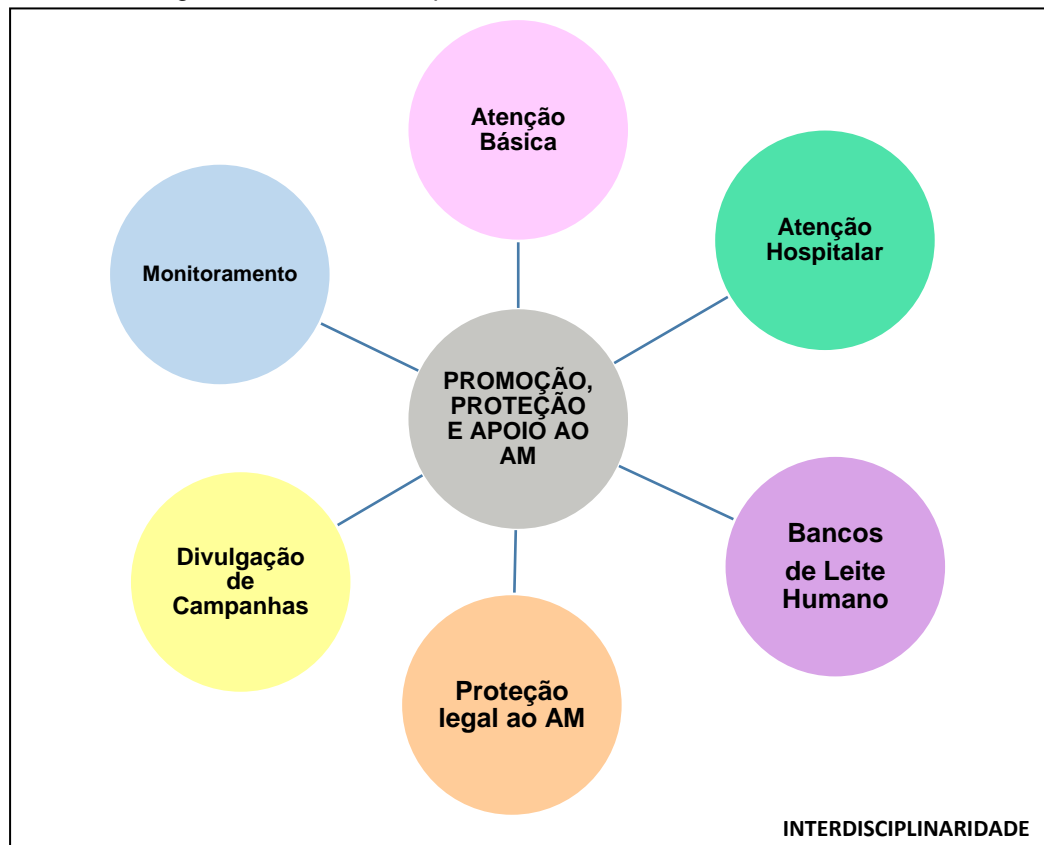 Atenção
Básica
Atenção
Hospitalar
Monitoramento
PROMOÇÃO,
PROTEÇÃO
E APOIO AO
AM
Bancos
de Leite
Humano
Divulgação
de
Campanhas
Proteção
legal ao AM
INTERDISCIPLINARIDADE